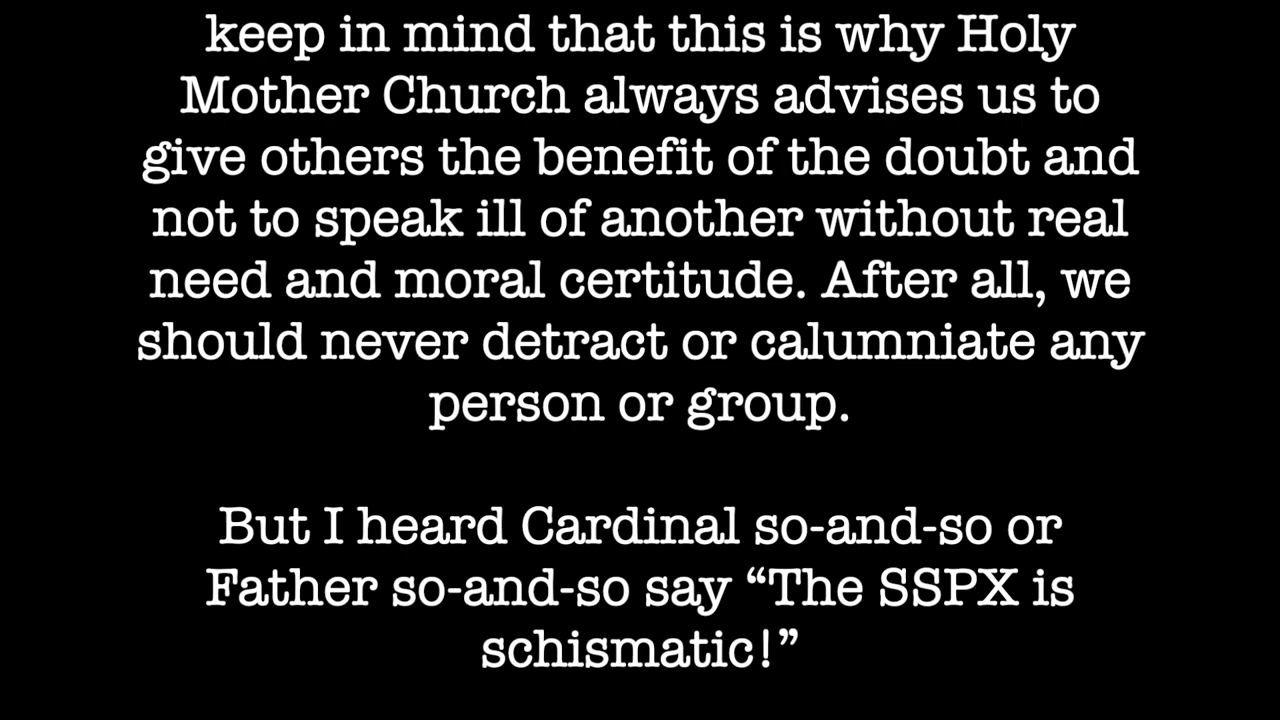 keep in mind that this is why Holy
Mother Church always advises us to
give others the benefit of the doubt and
not to speak ill of another without real
need and moral certitude. After all, we
should never detract or calumniate any
person or group.
But I heard Cardinal so-and-so or
Father so-and-so say “The SSPX is
schismatic!”